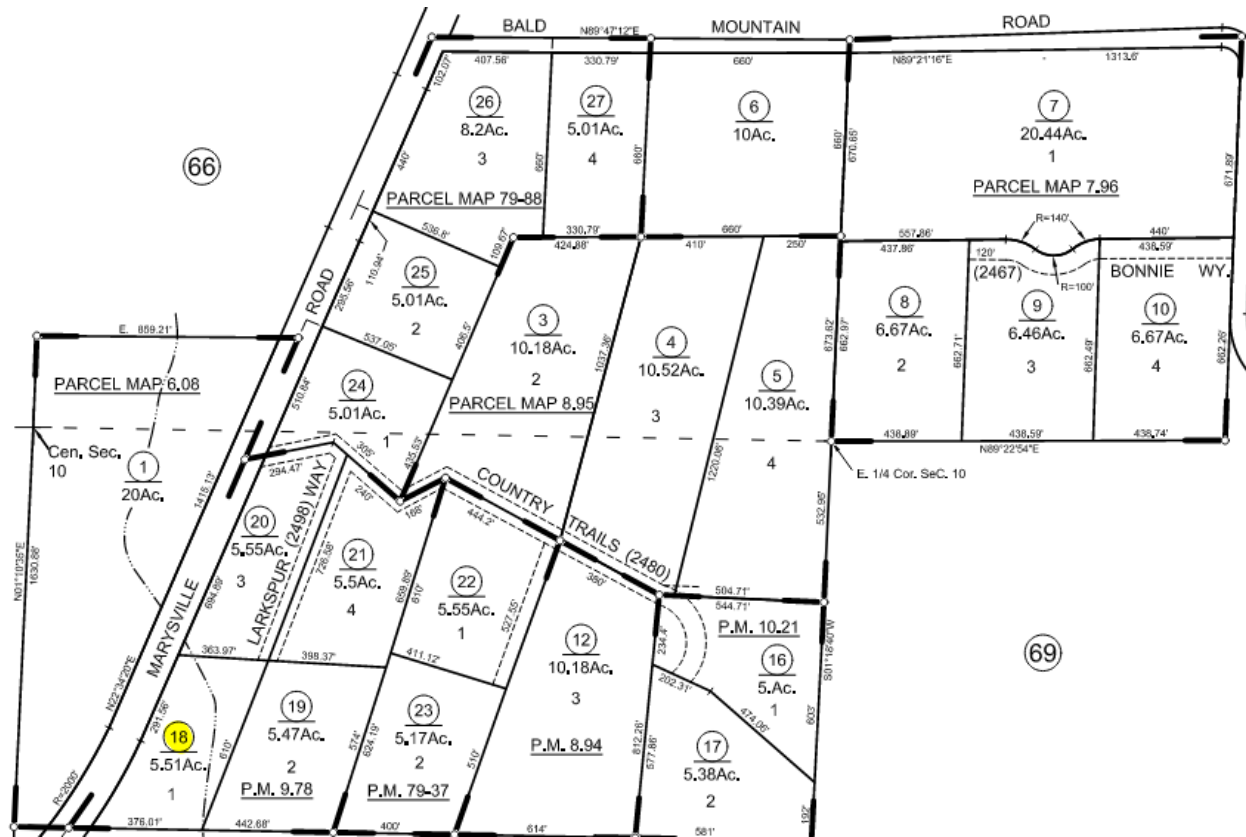 BALD N89°47'12"E MOUNTAIN ROAD
407.56' 330.79' 660' N89°21'16"E 1313.6'
102.07'
26
8.2Ac.
3
27
5.01Ac.
4
6
10Ac.
7
20.44Ac.
1
PARCEL MAP 7.96
66
440'
660'
660'
660'
670.65'
671.89'
PARCEL MAP 79-88
536.8'
109.67'
330.79'
424.88'
660'
410'
250'
557.86'
437.86'
R=140'
440'
438.59'
120'
(2467)
R=100'
BONNIE WY.
110.94'
ROAD
295.56'
25
5.01Ac.
2
537.05'
406.5'
3
10.18Ac.
2
PARCEL MAP 8.95
1037.36'
4
10.52Ac.
3
5
10.39Ac.
4
1220.06'
673.62'
662.97'
8
6.67Ac.
2
662.71'
9
6.46Ac.
3
662.49'
10
6.67Ac.
4
662.26'
E. 859.21'
PARCEL MAP 6.08
510.84'
24
5.01Ac.
1
435.53'
Cen. Sec.
10
1
20Ac.
1415.13'
438.89' 438.59' 438.74'
N89°22'54"E
E. 1/4 Cor. SeC. 10
294.47'
305'
240'
168'
444.2'
COUNTRY TRAILS (2480)
380'
532.95'
N01°10'35"E
1630.86'
20
5.55Ac.
3
694.69'
LARKSPUR (2498) WAY
726.58'
21
5.5Ac.
4
659.89'
610'
22
5.55Ac.
1
527.55'
504.71'
544.71'
P.M. 10.21
16
5.Ac.
1
S01°16'40"W
69
MARYSVILLE
363.97'
398.37'
411.12'
12
10.18Ac.
3
P.M. 8.94
234.4'
202.31'
474.06'
603'
N22°34'20"E
291.56'
18
5.51Ac.
1
610'
19
5.47Ac.
2
P.M. 9.78
574'
624.19'
23
5.17Ac.
2
P.M. 79-37
510'
812.26'
577.86'
17
5.38Ac.
2
192'
R=2000'
376.01' 442.68' 400' 614' 581'